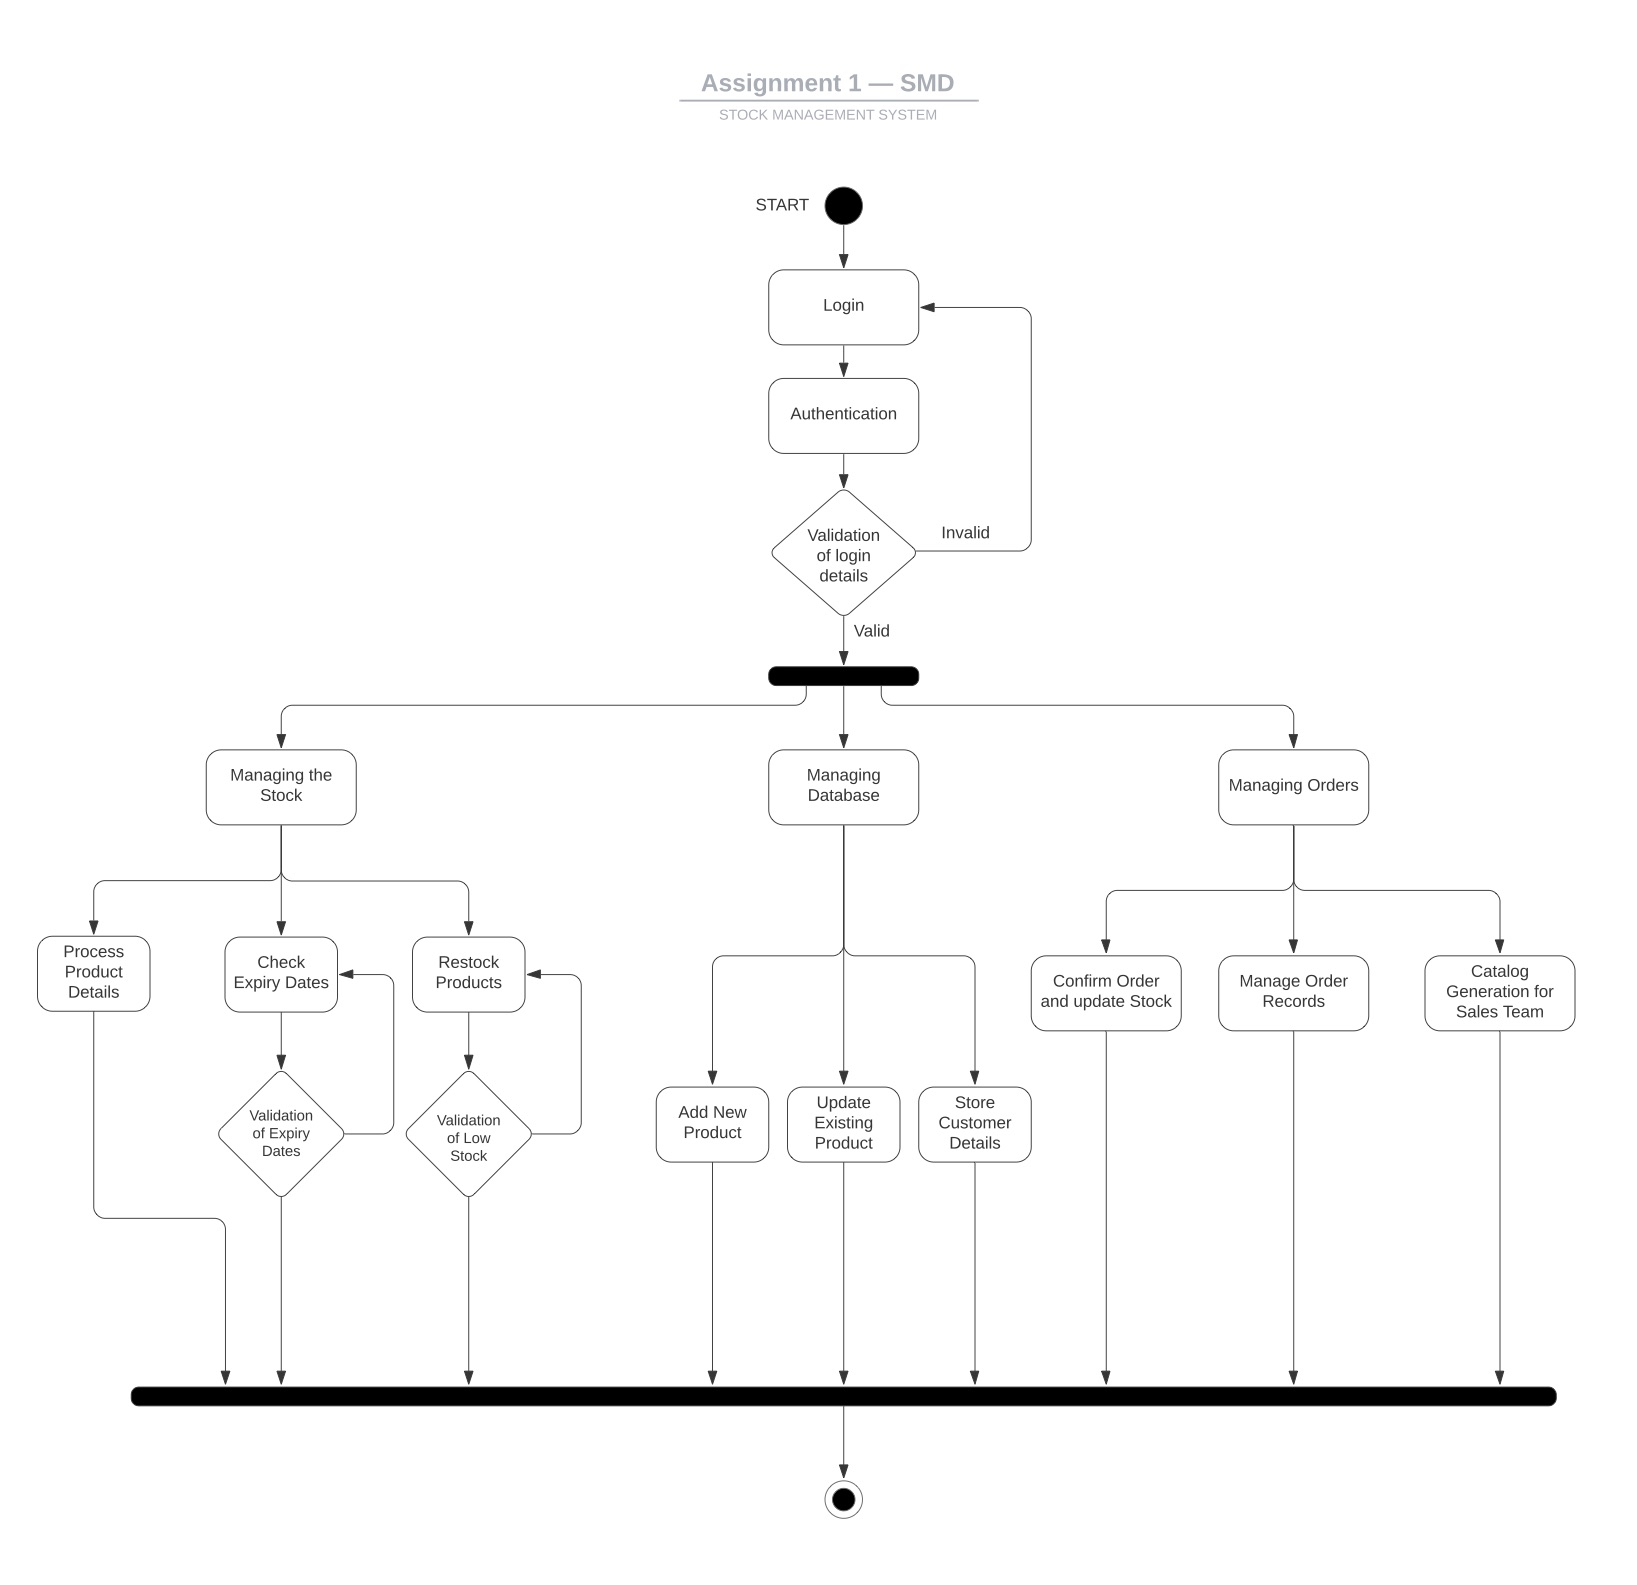 Assignment 1 — SMD
STOCK MANAGEMENT SYSTEM
START
Login
Authentication
Validation
of login
details
Invalid
Valid
Managing the
Stock
Managing
Database
Managing Orders
Process
Product
Details
Check
Expiry Dates
Restock
Products
Confirm Order
and update Stock
Manage Order
Records
Catalog
Generation for
Sales Team
Validation
of Expiry
Dates
Validation
of Low
Stock
Add New
Product
Update
Existing
Product
Store
Customer
Details